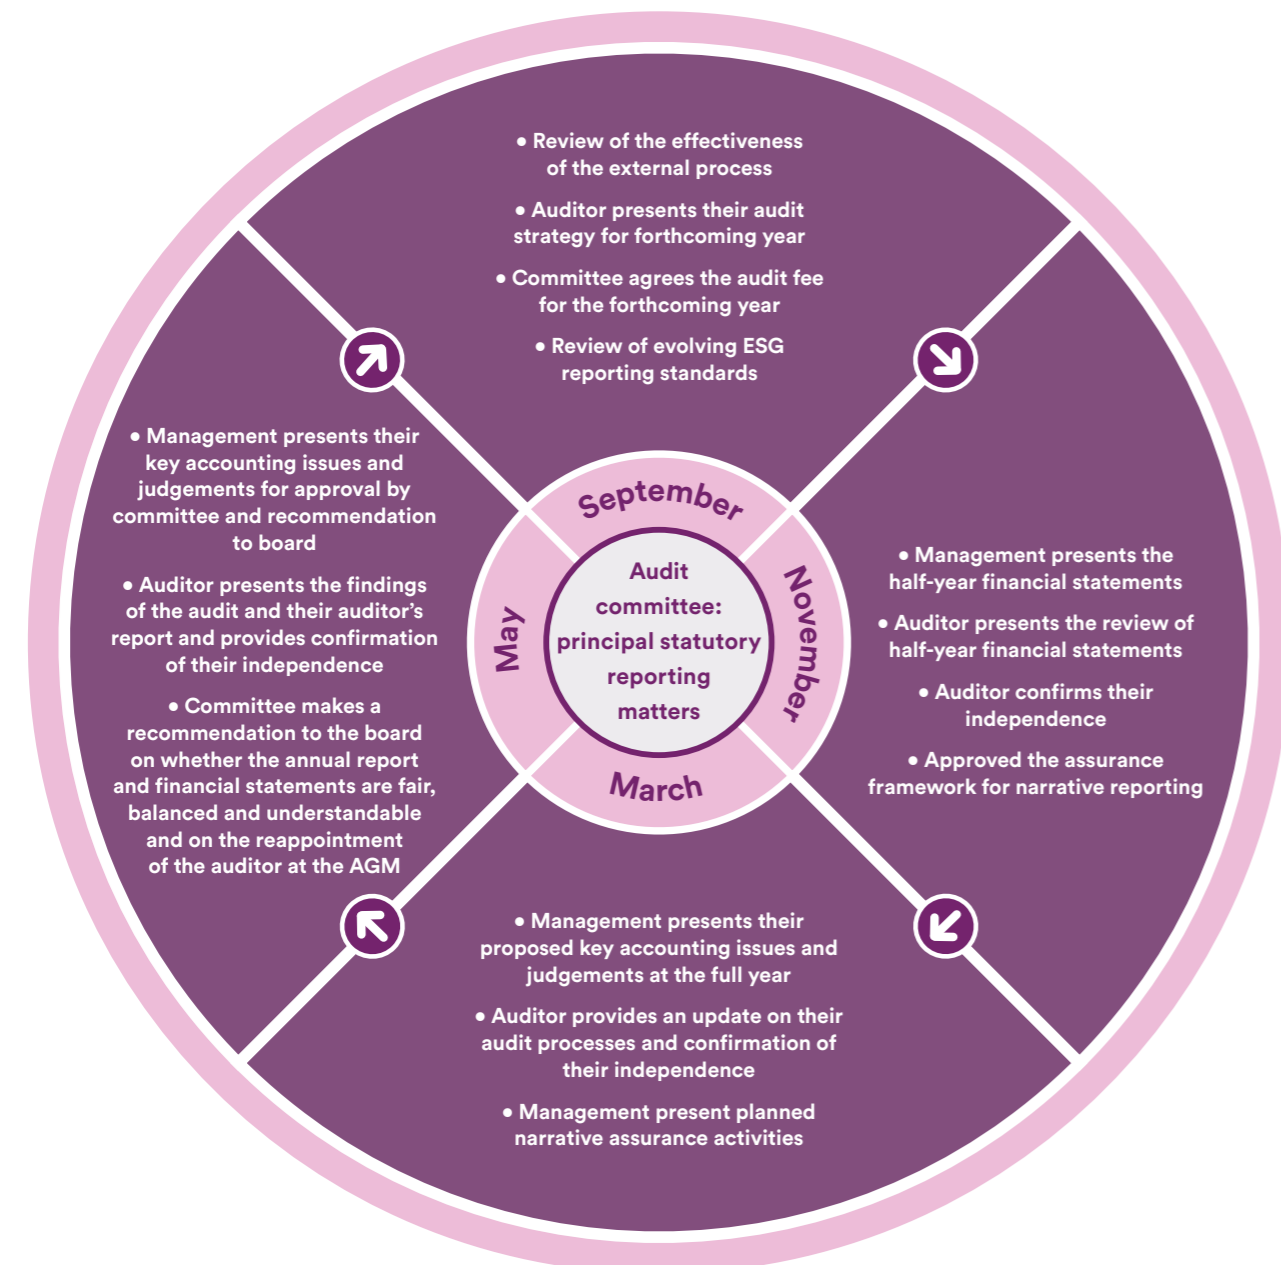 ● Review of the effectiveness
of the external process
● Auditor presents their audit
strategy for forthcoming year
● Committee agrees the audit fee
for the forthcoming year
● Review of evolving ESG
reporting standards
● Management presents their
key accounting issues and
judgements for approval by
committee and recommendation
to board
● Auditor presents the findings
of the audit and their auditor’s
report and provides confirmation
of their independence
● Committee makes a
recommendation to the board
on whether the annual report
and financial statements are fair,
balanced and understandable
and on the reappointment
of the auditor at the AGM
September
May
Audit
committee:
principal statutory
reporting
matters
November
March
● Management presents the
half-year financial statements
● Auditor presents the review of
half-year financial statements
● Auditor confirms their
independence
● Approved the assurance
framework for narrative reporting
● Management presents their
proposed key accounting issues and
judgements at the full year
● Auditor provides an update on their
audit processes and confirmation of
their independence
● Management present planned
narrative assurance activities